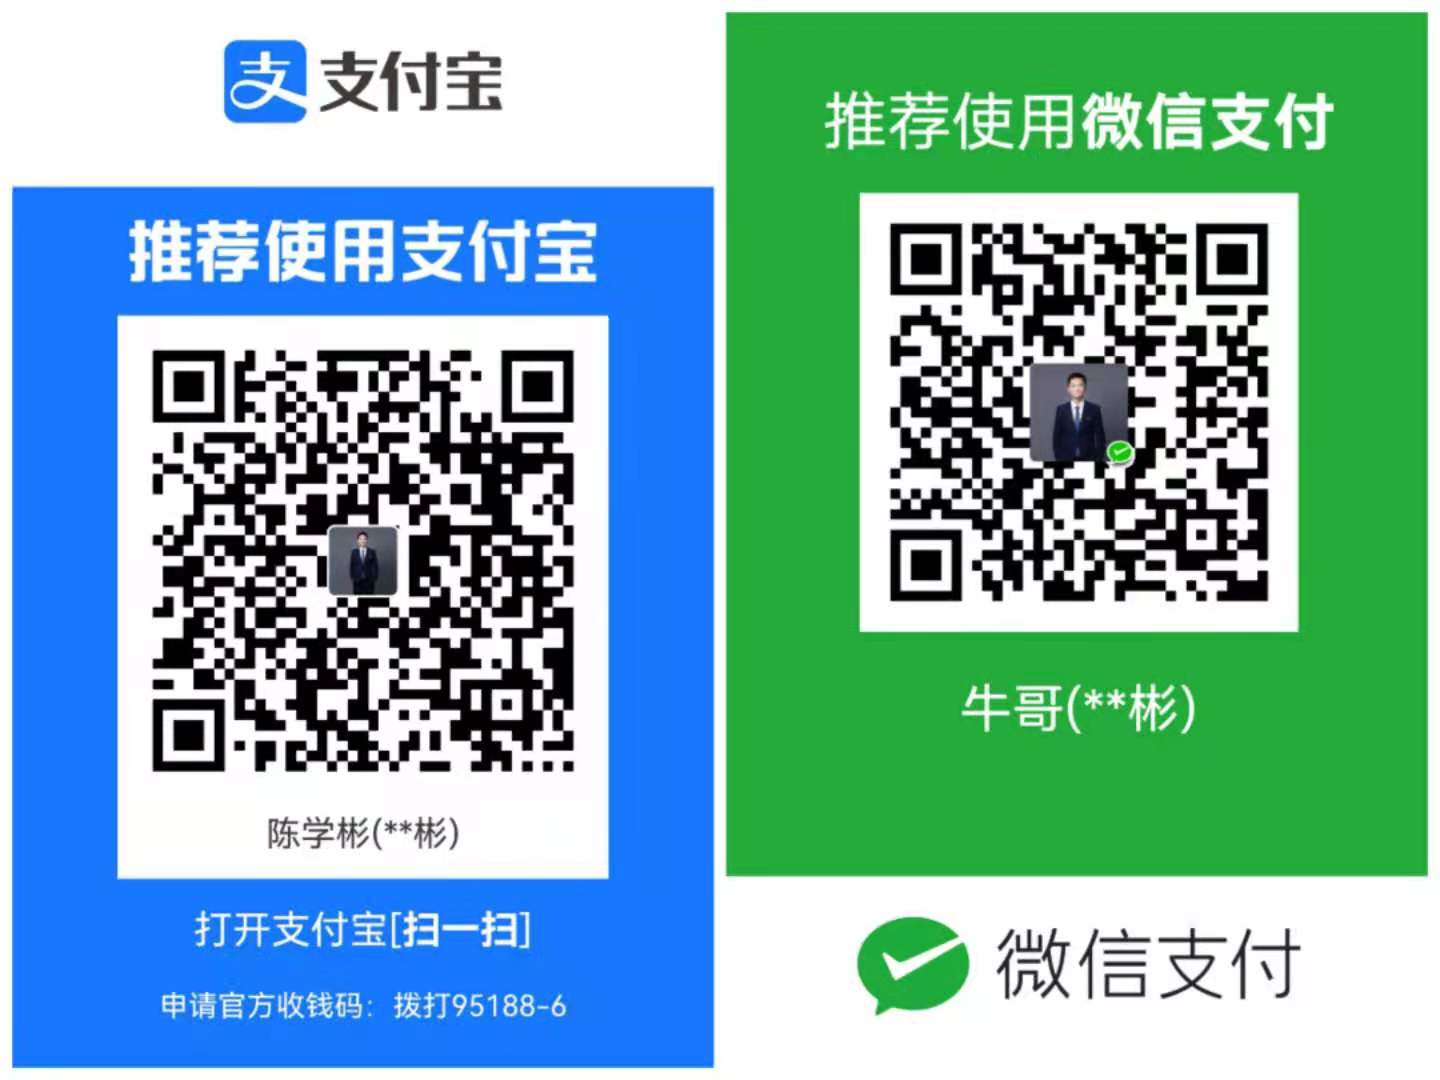 支付宝
推荐使用支付宝
陈学彬(**彬)
打开支付宝[扫一扫]
申请官方收钱码：拨打95188-6
推荐使用微信支付
牛哥(**彬)
微信支付